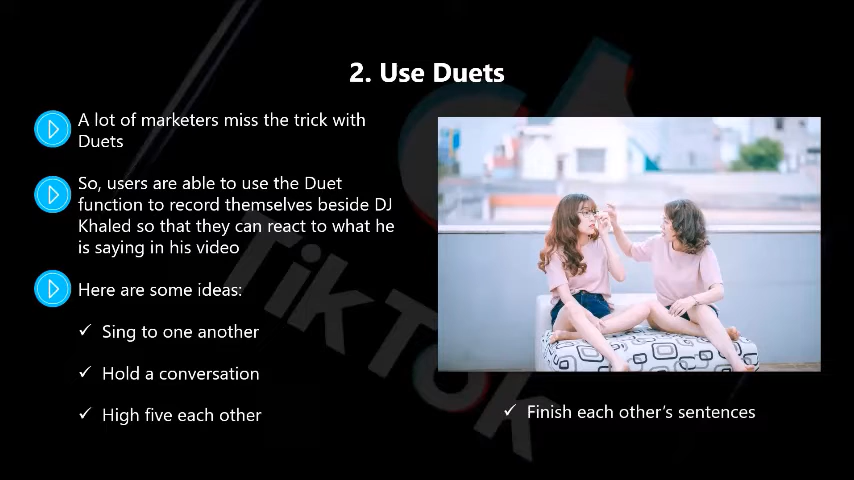 2. Use Duets
A lot of marketers miss the trick with
Duets
So, users are able to use the Duet
function to record themselves beside DJ
Khaled so that they can react to what he
is saying in his video
Here are some ideas:
✓ Sing to one another
✓ Hold a conversation
✓ High five each other
✓ Finish each other's sentences
TikTok